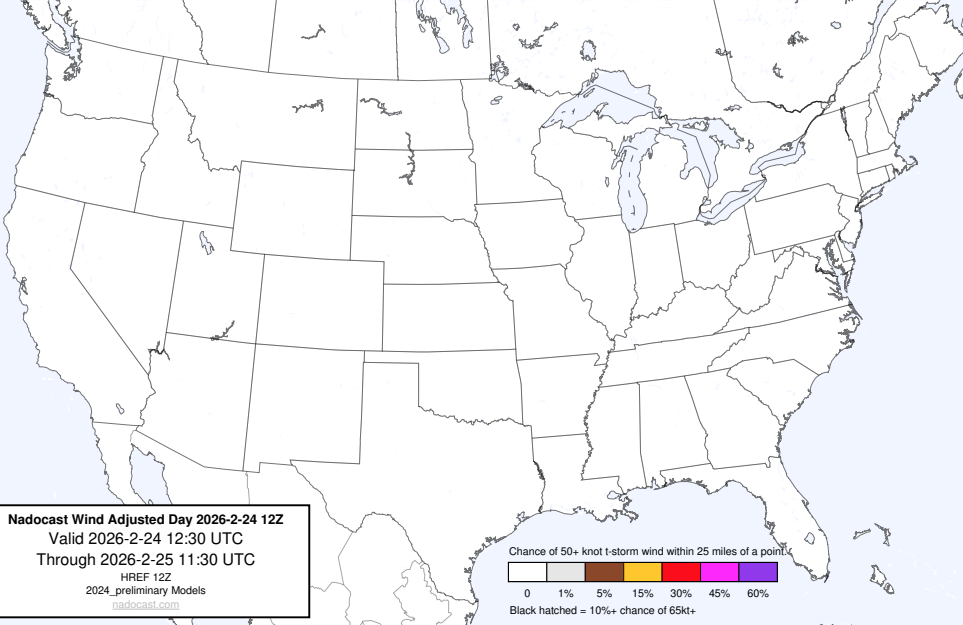 Nadocast Wind Adjusted Day 2026-2-24 12Z
Valid 2026-2-24 12:30 UTC
Through 2026-2-25 11:30 UTC
HREF 12Z
2024_preliminary Models
nadocast.com
Chance of 50+ knot t-storm wind within 25 miles of a point.
0 1% 5% 15% 30% 45% 60%
Black hatched = 10%+ chance of 65kt+